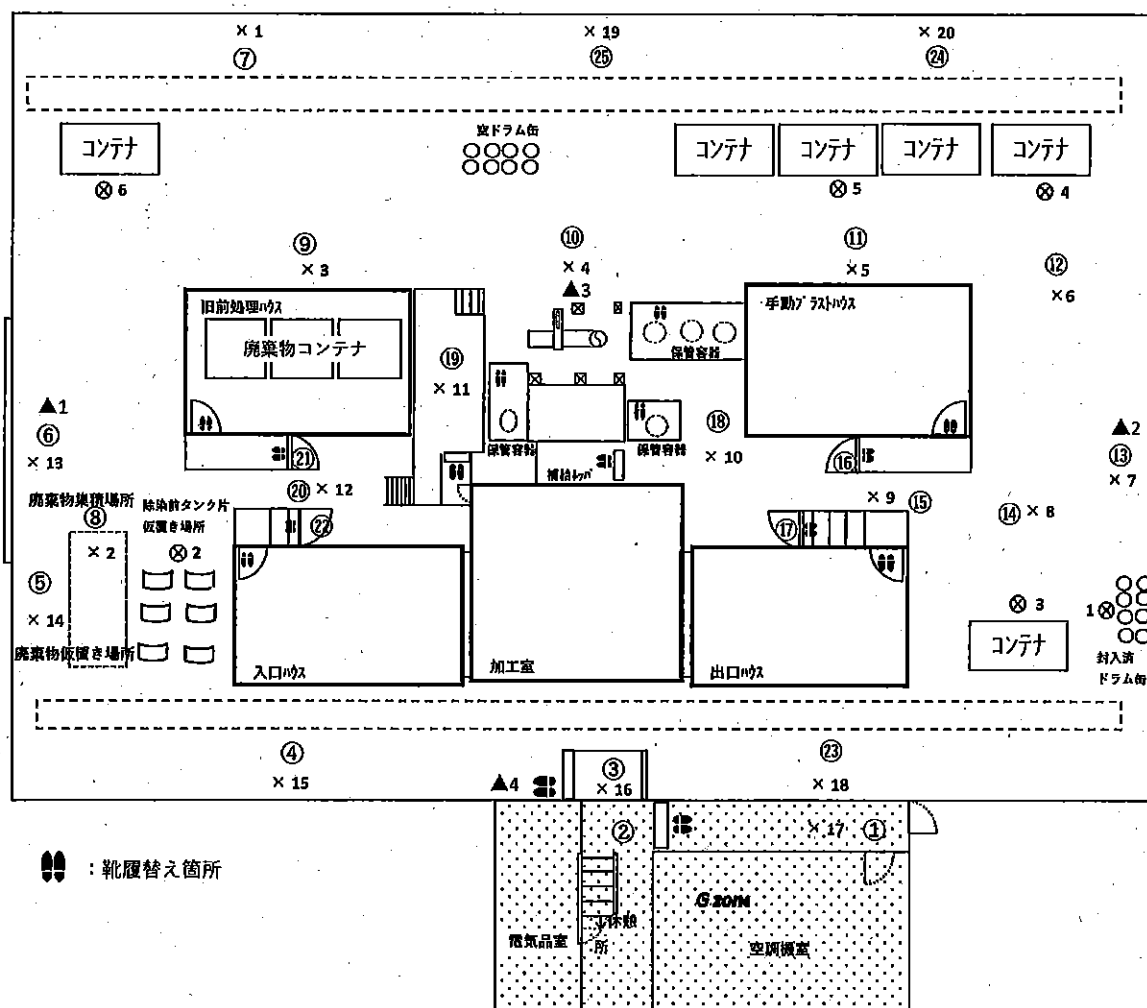 × 1
× 19
× 20
⑦
㉕
㉔
コンテナ
空ドラム缶
コンテナ
コンテナ
コンテナ
コンテナ
⊗ 6
⊗ 5
⊗ 4
⑨
× 3
⑩
× 4
▲3
⑪
× 5
⑫
× 6
旧前処理ハウス
廃棄物コンテナ
⑲
× 11
保管容器
手動ブラストハウス
▲1
⑥
× 13
㉑
保管容器
保管容器
⑱
× 10
⑯
▲2
⑬
× 7
廃棄物集積場所
⑧
× 2
除染前タンク片
仮置き場所
⊗ 2
⑳
× 12
㉒
補給ホッパ
⑰
× 9
⑮
⑭
× 8
⑤
× 14
廃棄物仮置き場所
入口ハウス
加工室
出口ハウス
⊗ 3
コンテナ
1 ⊗
封入済
ドラム缶
④
× 15
▲4
③
× 16
㉓
× 18
②
× 17
①
:靴履替え箇所
G zone
電気品室
↓休憩
所
空調機室